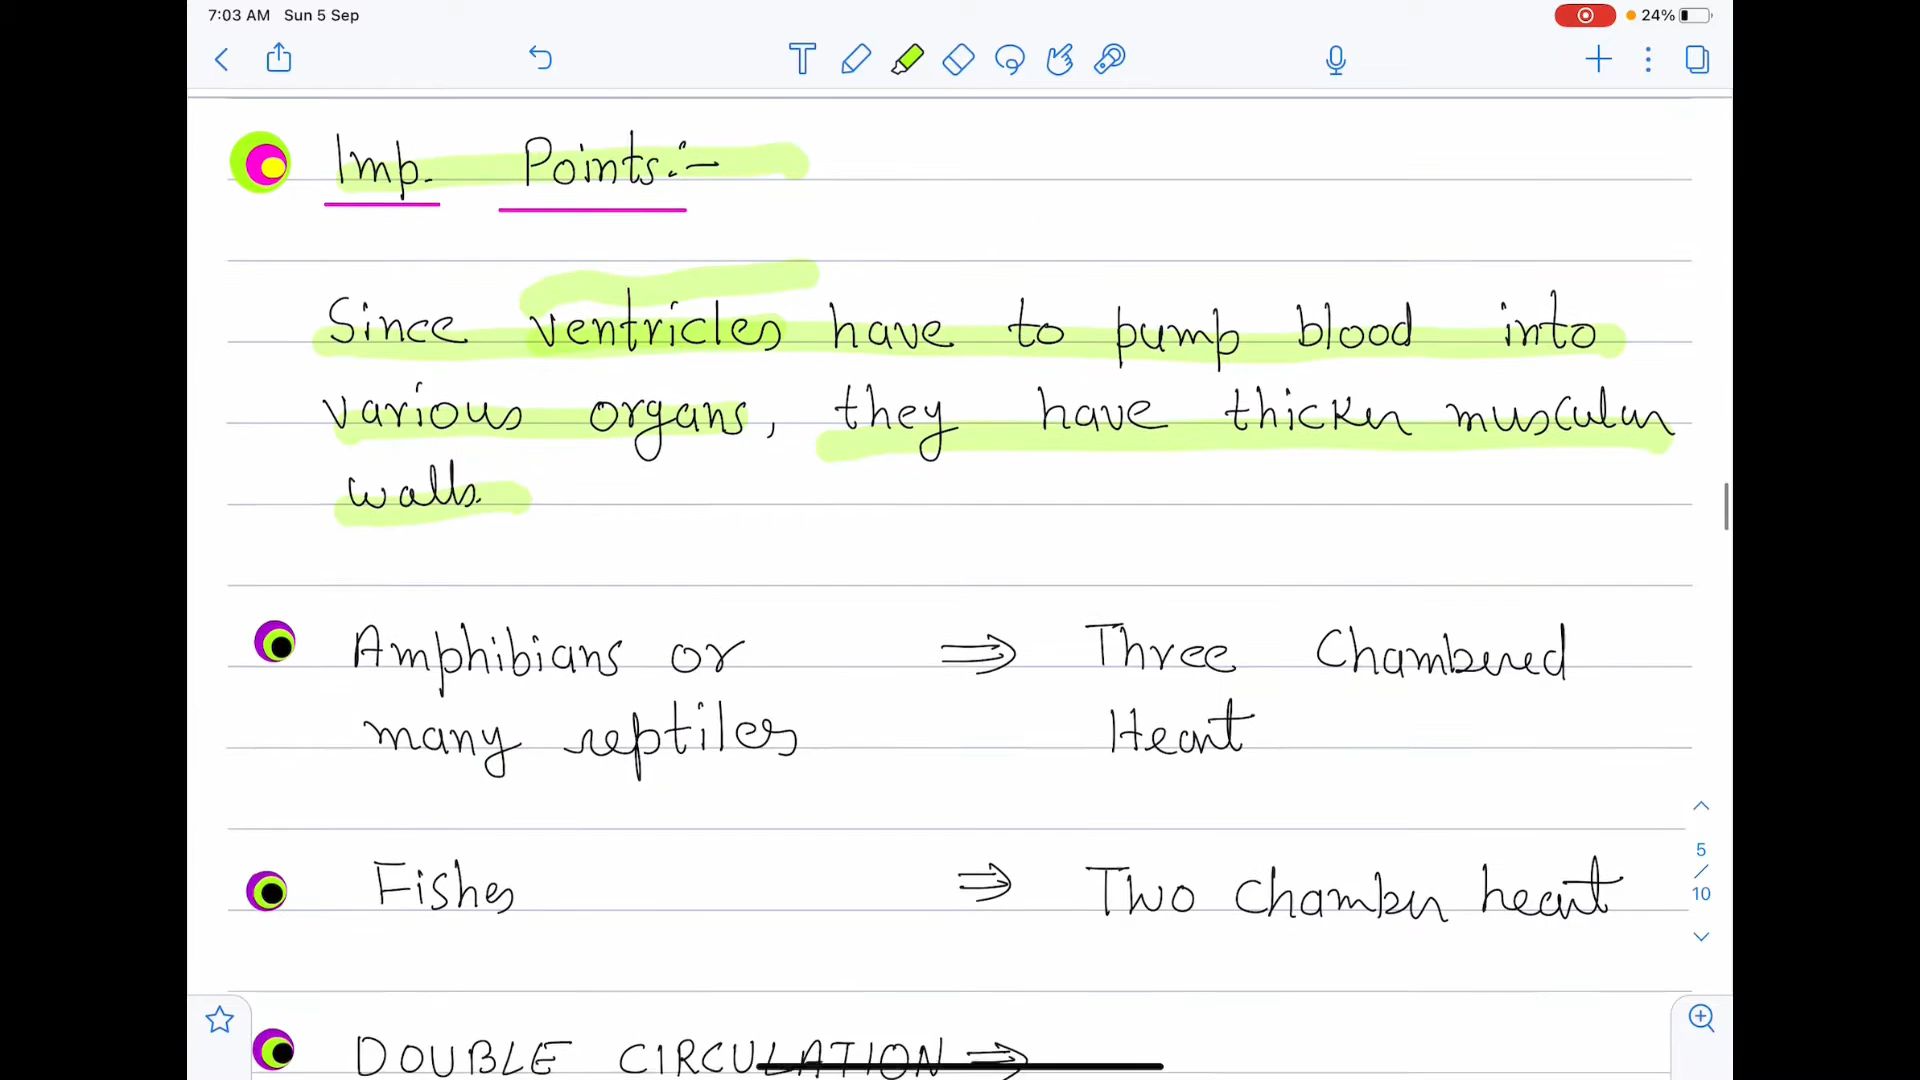 7:03 AM Sun 5 Sep
24%
Imp. Points:-
Since ventricles have to pump blood into
various organs, they have thicker muscular
walls.
Amphibians or ⇒ Three Chambered
many reptiles Heart
Fishes ⇒ Two Chamber heart
5
/
10
DOUBLE CIRCULATION ⇒